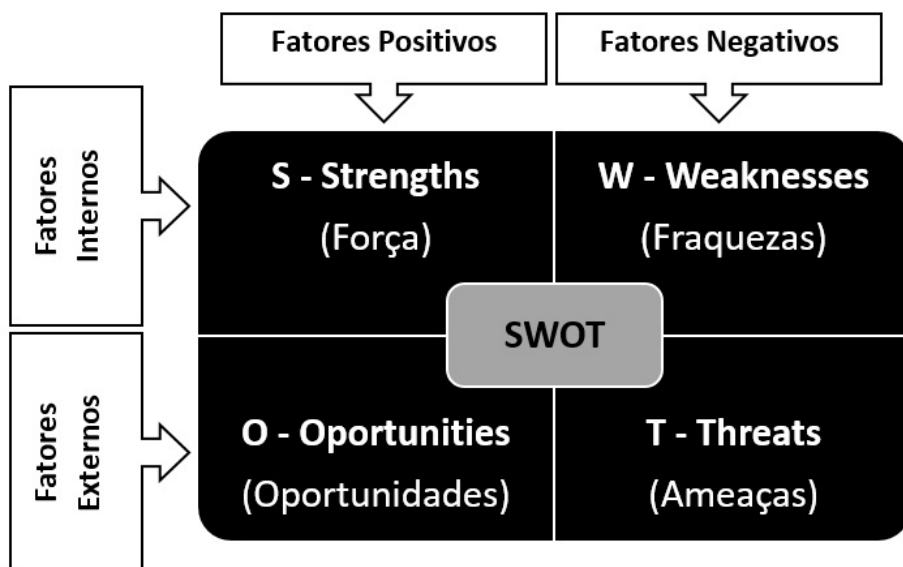 Fatores Positivos
Fatores Negativos
Fatores
Internos
S - Strengths
(Força)
W - Weaknesses
(Fraquezas)
SWOT
Fatores
Externos
O - Oportunities
(Oportunidades)
T - Threats
(Ameaças)